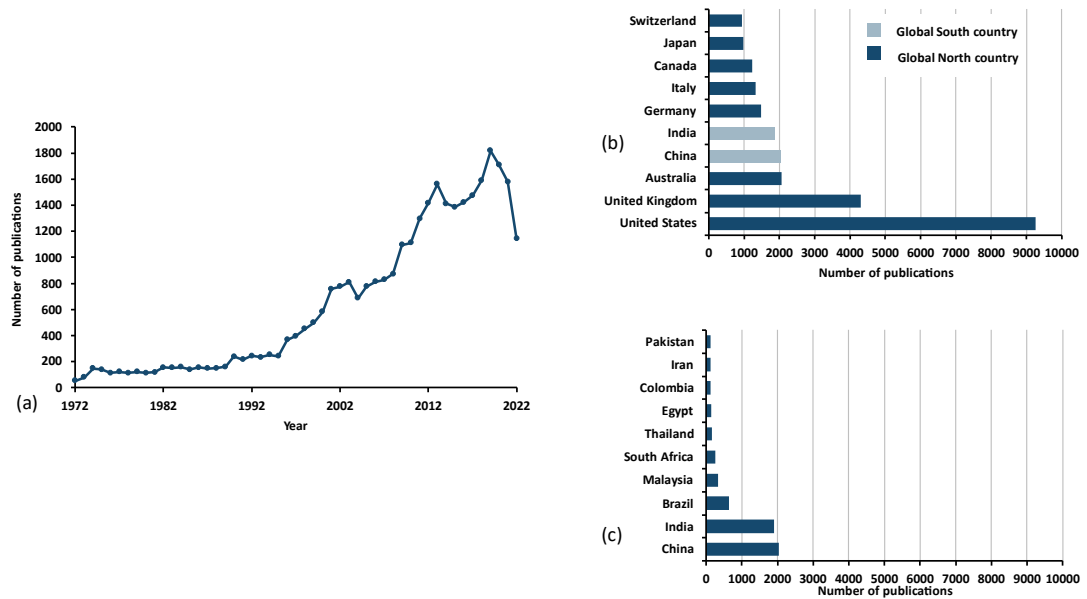 2000
1800
1600
1400
1200
1000
800
600
400
200
0
Number of publications
1972 1982 1992 2002 2012 2022
Year
(a)
Switzerland
Japan
Canada
Italy
Germany
India
China
Australia
United Kingdom
United States
Global South country
Global North country
(b)
0 1000 2000 3000 4000 5000 6000 7000 8000 9000 10000
Number of publications
Pakistan
Iran
Colombia
Egypt
Thailand
South Africa
Malaysia
Brazil
India
China
(c)
0 1000 2000 3000 4000 5000 6000 7000 8000 9000 10000
Number of publications